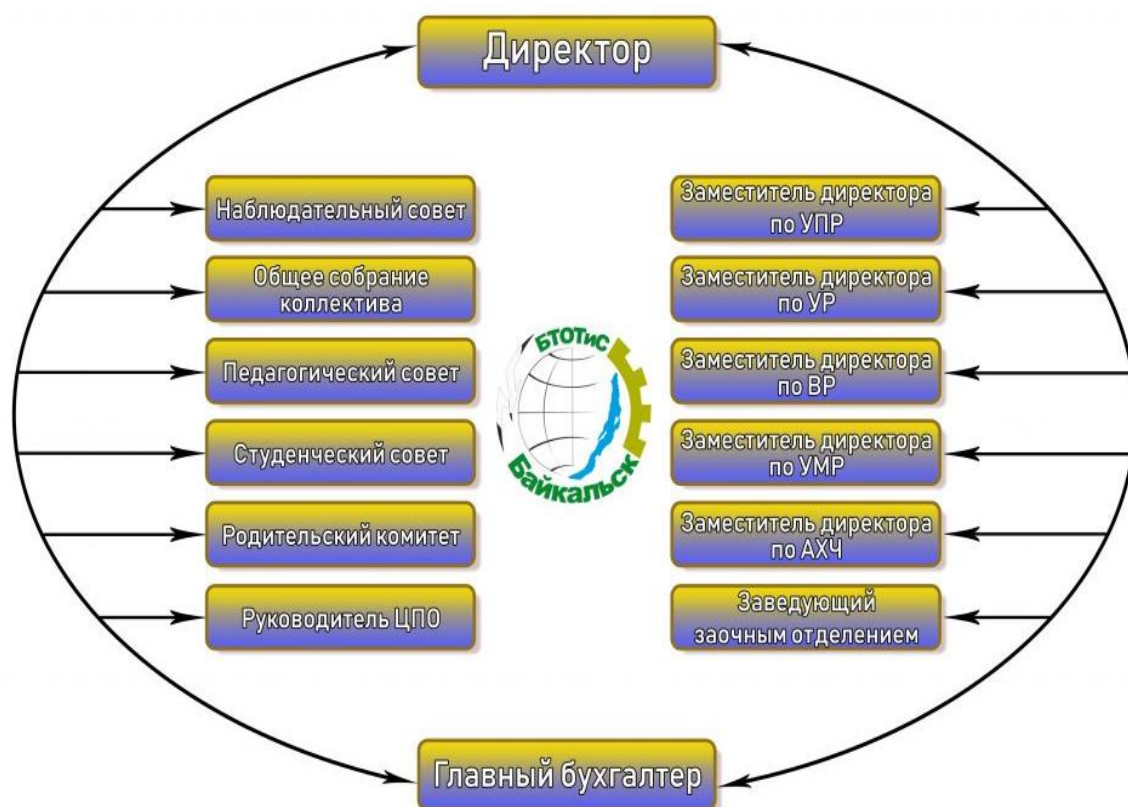 Директор
Наблюдательный совет
Общее собрание
коллектива
Педагогический совет
Студенческий совет
Родительский комитет
Руководитель ЦПО
БТОТиС
Байкальск
Заместитель директора
по УПР
Заместитель директора
по УР
Заместитель директора
по ВР
Заместитель директора
по УМР
Заместитель директора
по АХЧ
Заведующий
заочным отделением
Главный бухгалтер